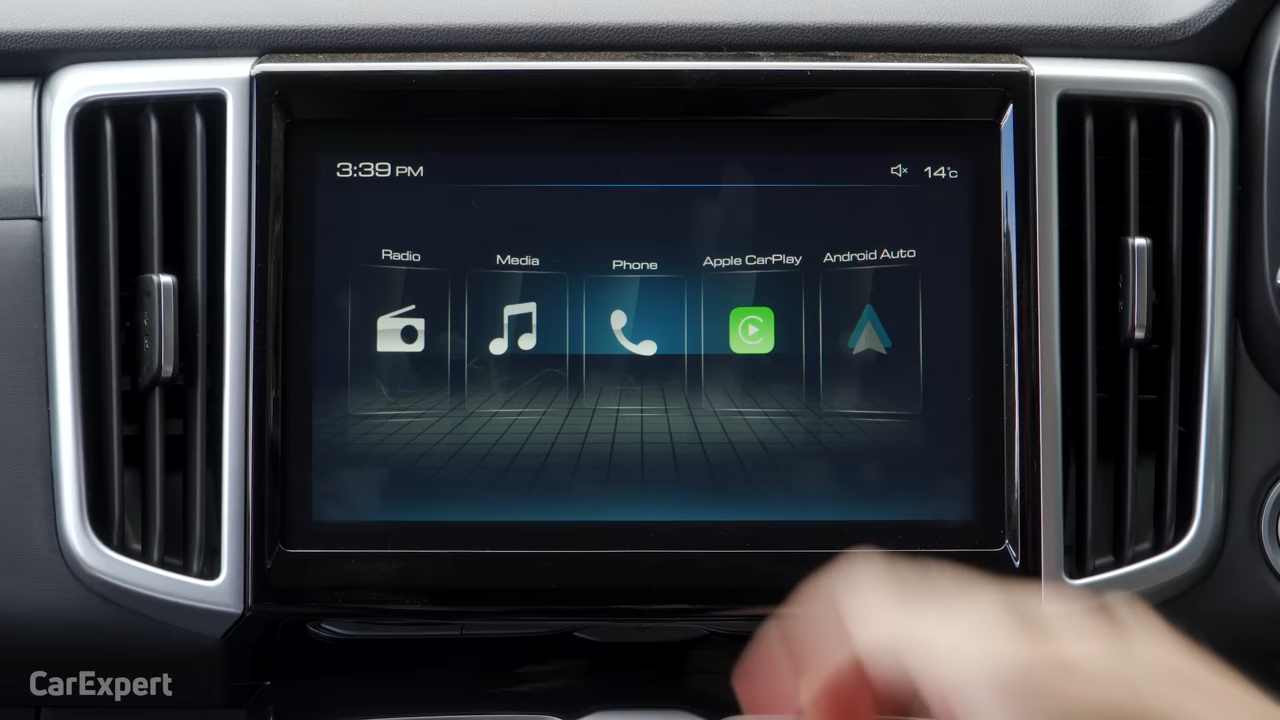 3:39 PM
14°c
Radio
Media
Phone
Apple CarPlay
Android Auto
CarExpert